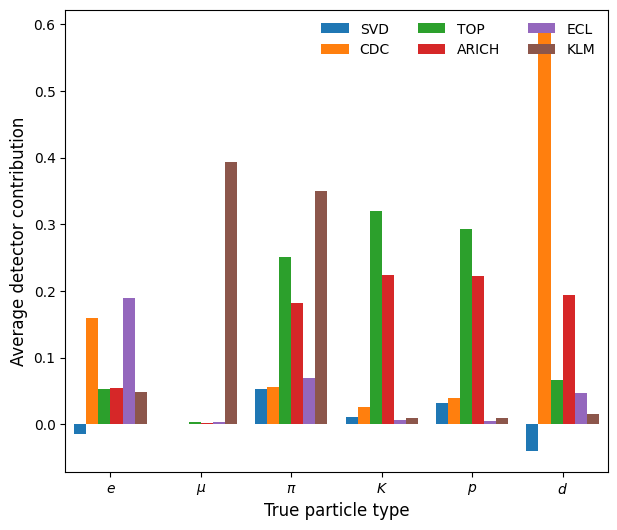 SVD TOP ECL
CDC ARICH KLM
Average detector contribution
0.6
0.5
0.4
0.3
0.2
0.1
0.0
e μ π K p d
True particle type